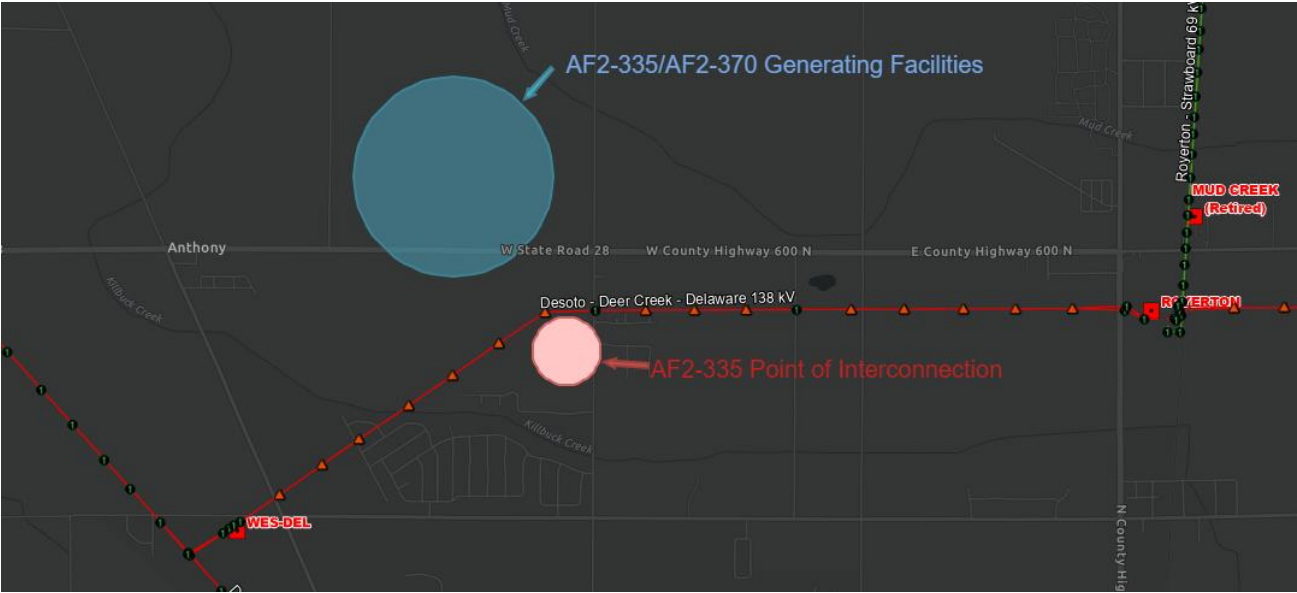 Mud Creek
AF2-335/AF2-370 Generating Facilities
Royerton - Strawboard 69 kV
Mud Creek
MUD CREEK
(Retired)
Anthony
W State Road 28
W County Highway 600 N
E County Highway 600 N
Killbuck Creek
Desoto - Deer Creek - Delaware 138 kV
ROYERTON
AF2-335 Point of Interconnection
Killbuck Creek
WES-DEL
N County Hig